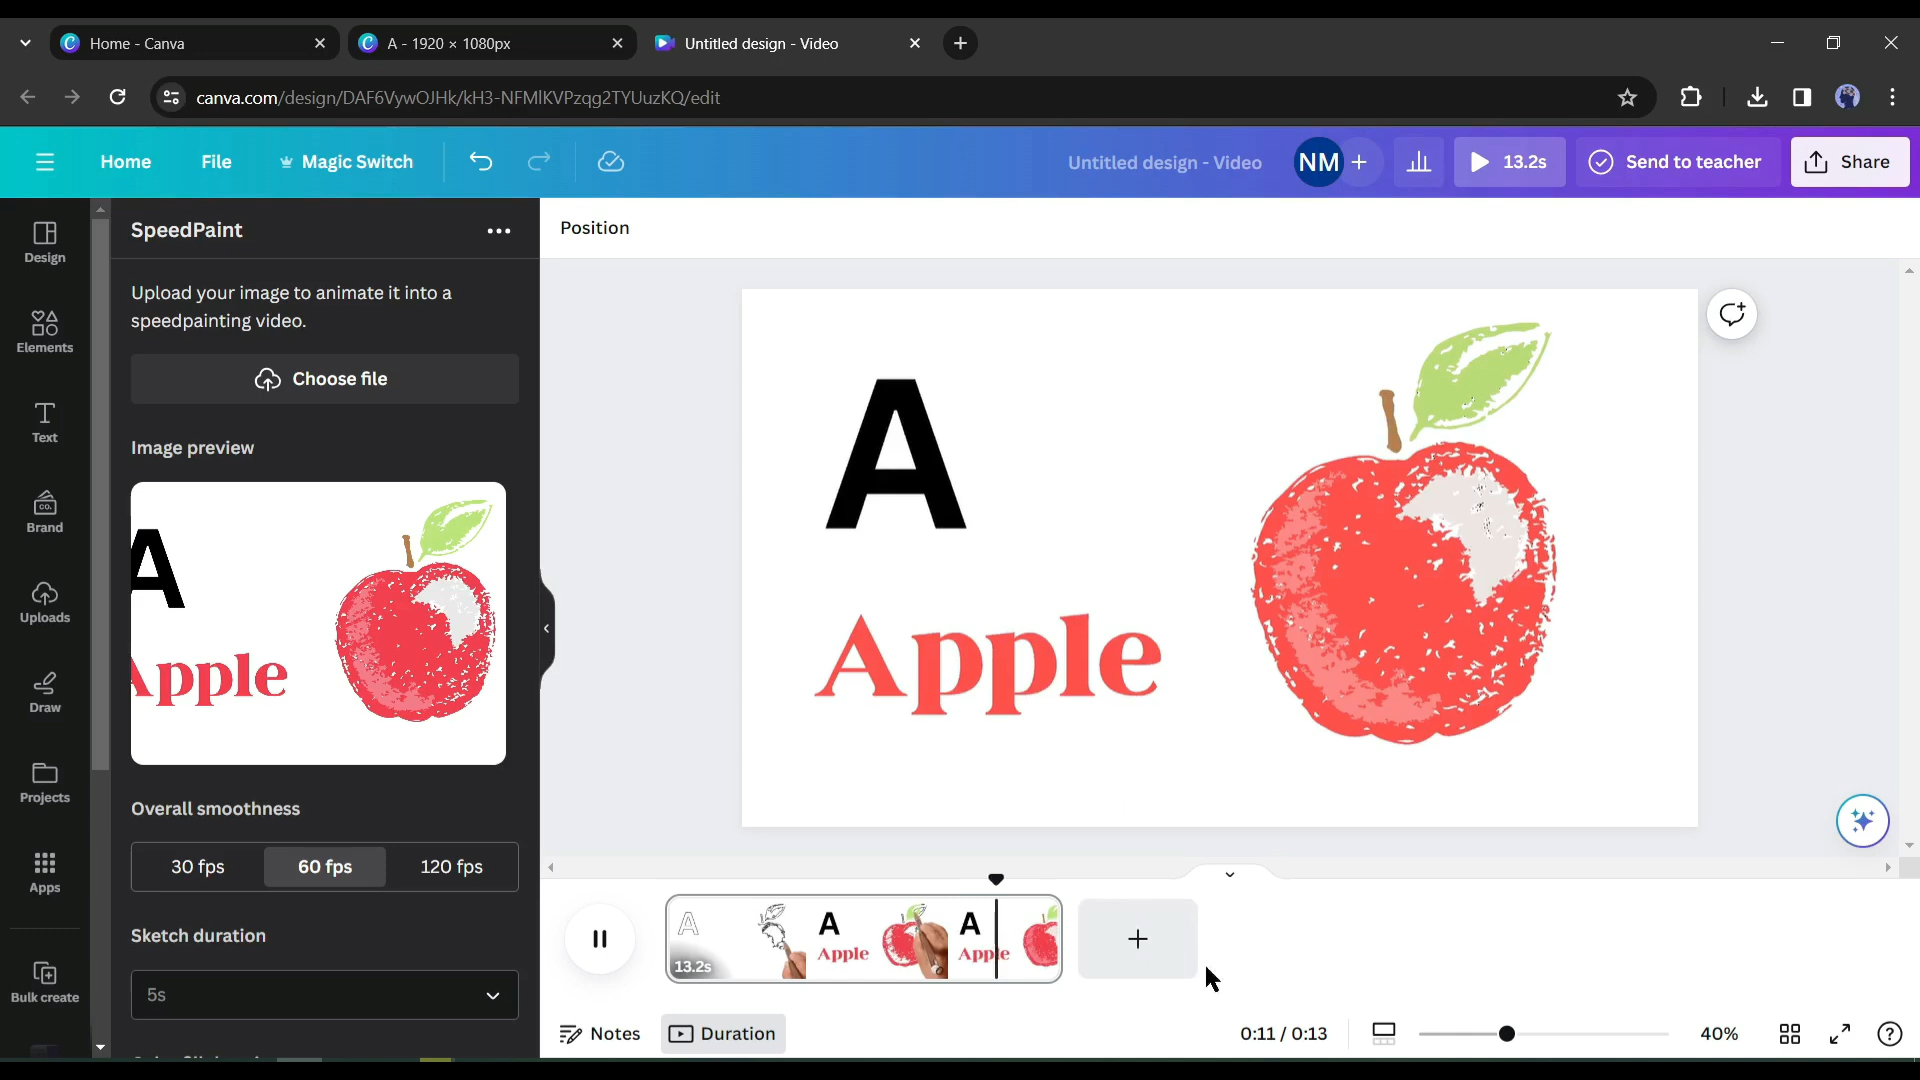 Home - Canva
A - 1920 × 1080px
Untitled design - Video
canva.com/design/DAF6VywOJHk/kH3-NFMlKVPzqg2TYUuzKQ/edit
Home
File
Magic Switch
Untitled design - Video
NM
13.2s
Send to teacher
Share
Design
Elements
Text
Brand
Uploads
Draw
Projects
Apps
Bulk create
SpeedPaint
Upload your image to animate it into a
speedpainting video.
Choose file
Image preview
A
Apple
Overall smoothness
30 fps
60 fps
120 fps
Sketch duration
5s
Position
A
Apple
A
13.2s
A
Apple
A
Apple
Notes
Duration
0:11 / 0:13
40%